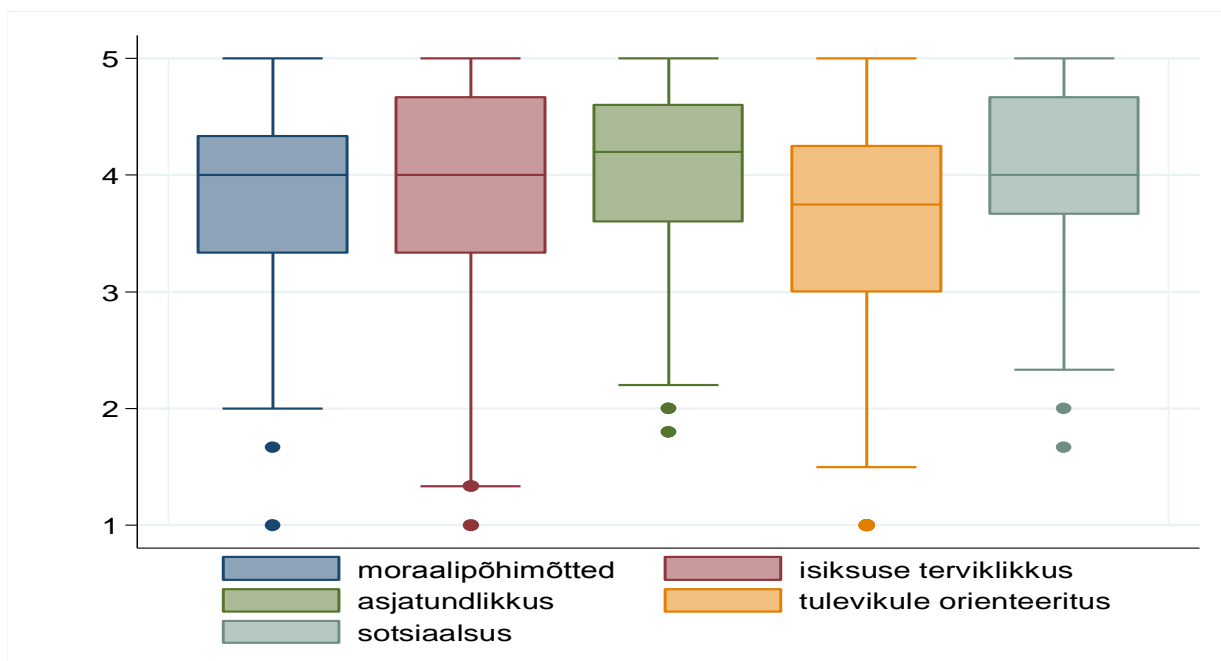 5
4
3
2
1
moraalipõhimõtted isiksuse terviklikkus
asjatundlikkus tulevikule orienteeritus
sotsiaalsus